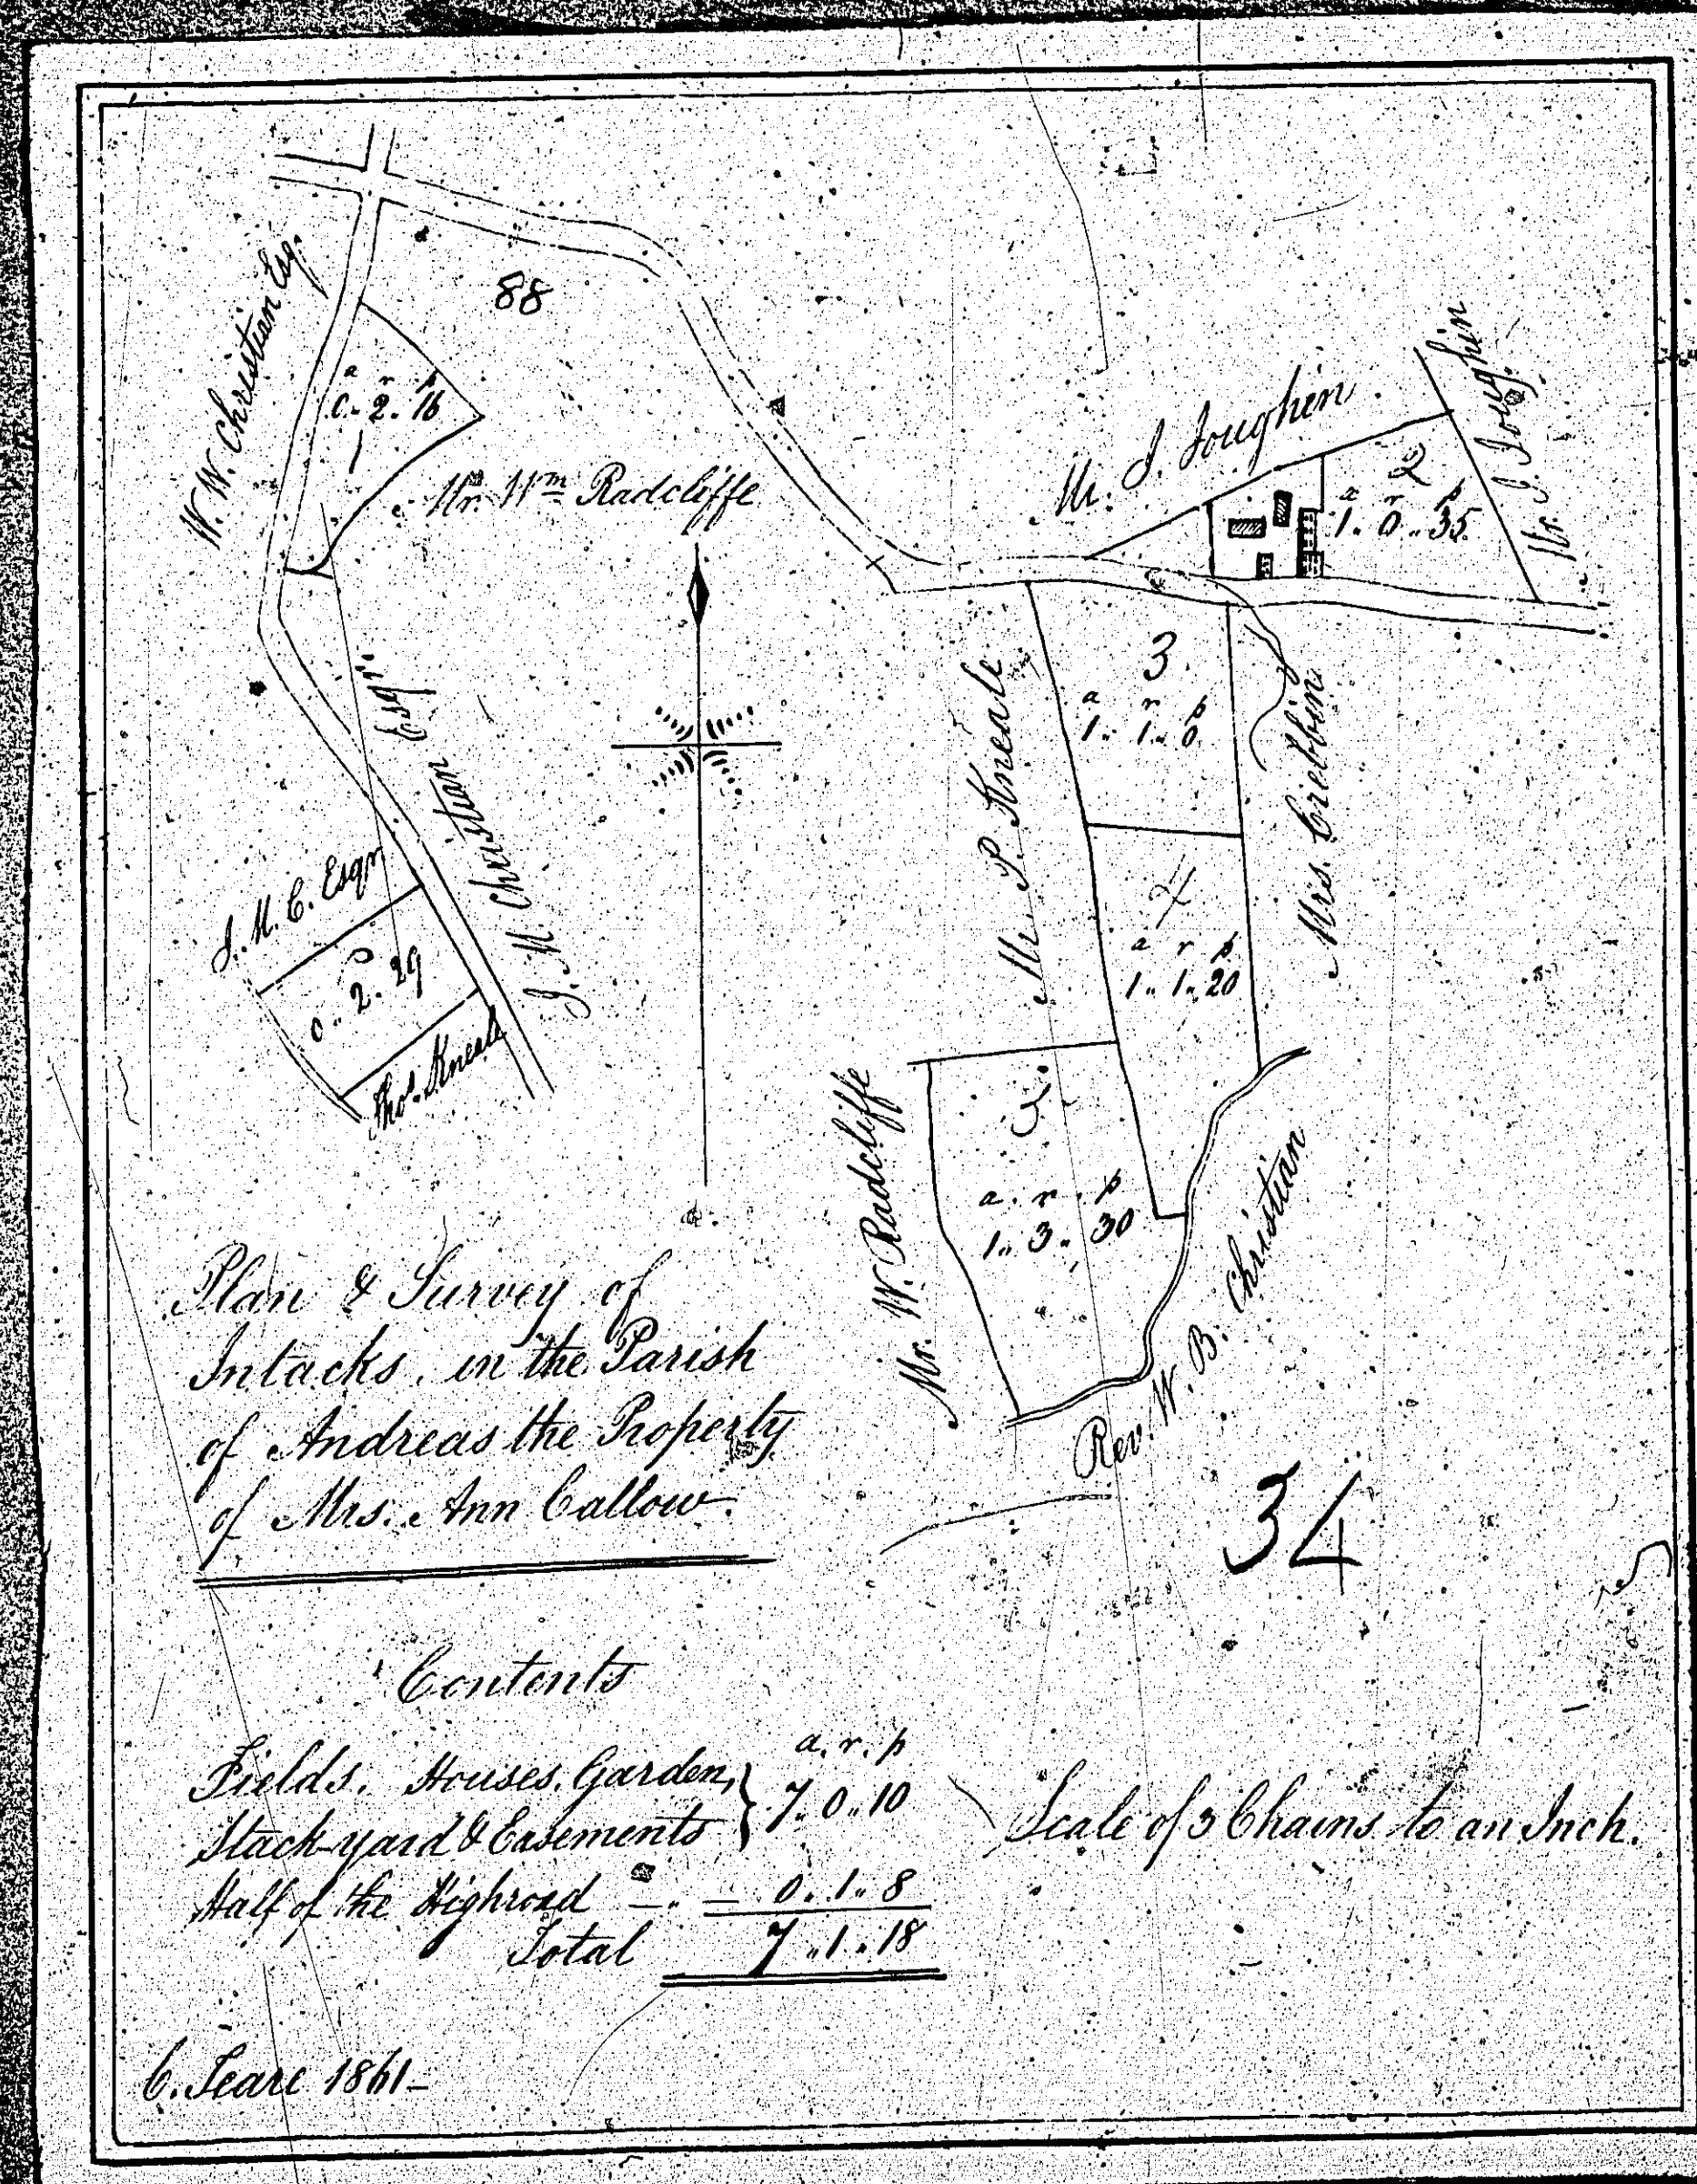 88
W. W. Christian Esq.
a r p
0.. 2. 16
1
Mr. Wm Radcliffe
Mr. J. Joughin
Mr. J. Joughin
2
a r p
1. 0.. 35
3
a r p
1.. 1.. 0
Mr. P. Kneale
Mrs. Criebbin
4
a r p
1.. 1.. 20
J. M. Christian Esqr.
J. M. C. Esqr
0.. 2. 29
Thos. Kneale
a. r. p
1.. 3.. 30
Mr. W. Radcliffe
Rev. W. B. Christian
34
Plan & Survey of
Intacks, in the Parish
of Andreas the Property
of Mrs. Ann Callow.
Contents
a. r. p
Fields, Houses, Garden, } 7.. 0.. 10
Stack-yard & Easements
Half of the Highroad — — 0.. 1.. 8
Total 7.. 1.. 18
Scale of 3 Chains to an Inch.
C. Teare 1861-